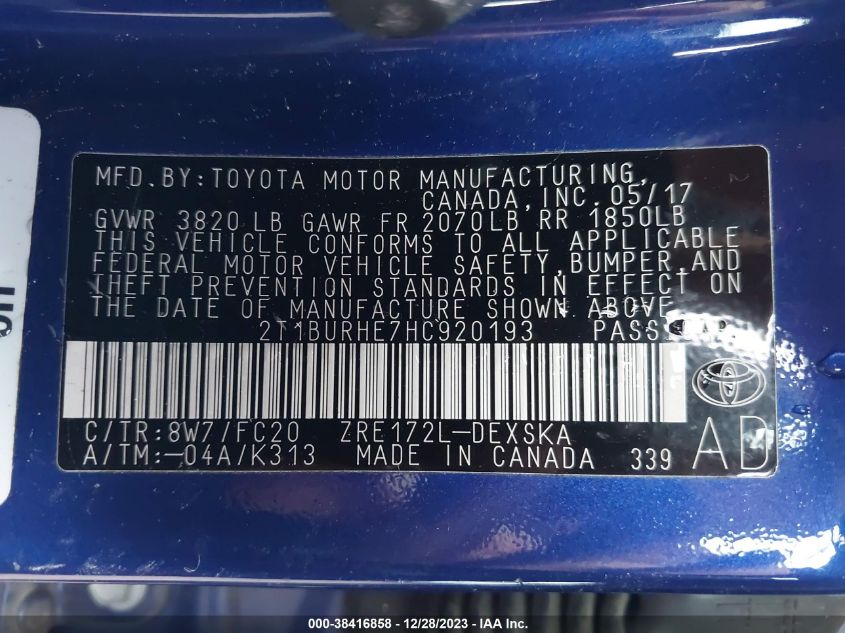 MFD.BY:TOYOTA MOTOR MANUFACTURING,
CANADA, INC. 05/17
GVWR 3820 LB GAWR FR 2070LB RR 1850LB
THIS VEHICLE CONFORMS TO ALL APPLICABLE
FEDERAL MOTOR VEHICLE SAFETY, BUMPER, AND
THEFT PREVENTION STANDARDS IN EFFECT ON
THE DATE OF MANUFACTURE SHOWN ABOVE.
2T1BURHE7HC920193 PASS.
C/TR:8W7/FC20 ZRE172L-DEXSKA
A/TM:-04A/K313 MADE IN CANADA 339 AD
000-38416858 - 12/28/2023 - IAA Inc.